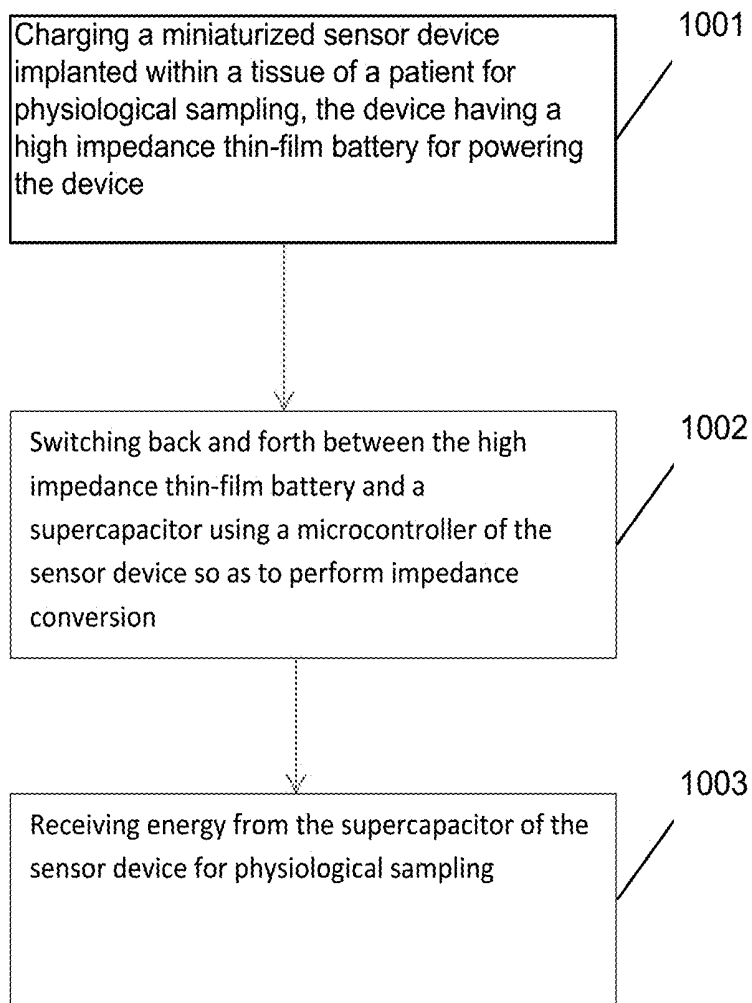 1001
Charging a miniaturized sensor device
implanted within a tissue of a patient for
physiological sampling, the device having a
high impedance thin-film battery for powering
the device
1002
Switching back and forth between the high
impedance thin-film battery and a
supercapacitor using a microcontroller of the
sensor device so as to perform impedance
conversion
1003
Receiving energy from the supercapacitor of the
sensor device for physiological sampling